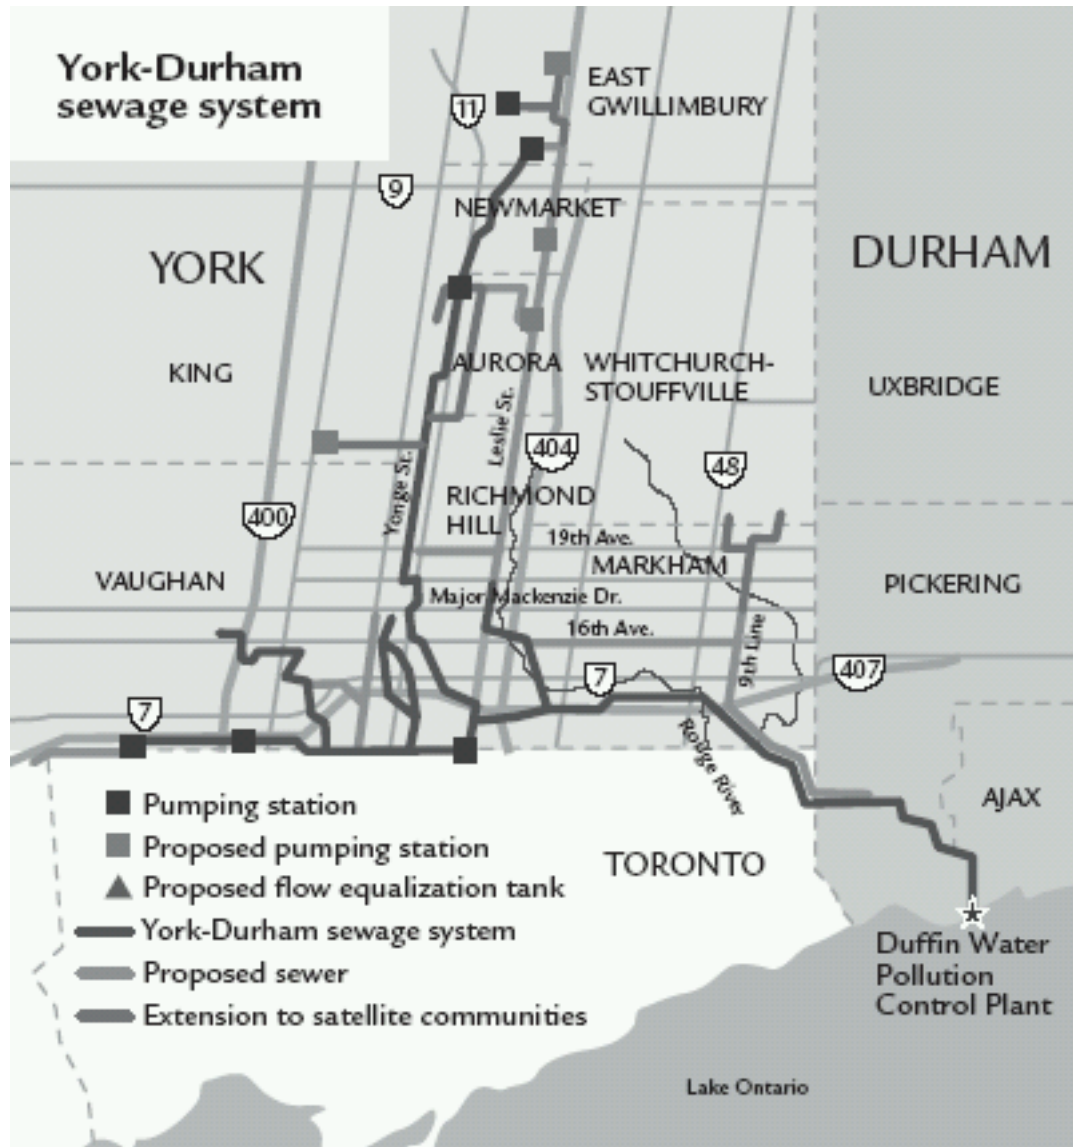 York-Durham
sewage system
11
EAST
GWILLIMBURY
9
NEWMARKET
YORK
DURHAM
KING
AURORA
WHITCHURCH-
STOUFFVILLE
UXBRIDGE
Leslie St.
404
48
Yonge St.
RICHMOND
HILL
400
19th Ave.
MARKHAM
VAUGHAN
PICKERING
Major Mackenzie Dr.
16th Ave.
9th Line
407
7
7
Rouge River
AJAX
Pumping station
Proposed pumping station
TORONTO
Proposed flow equalization tank
York-Durham sewage system
Proposed sewer
Extension to satellite communities
Duffin Water
Pollution
Control Plant
Lake Ontario